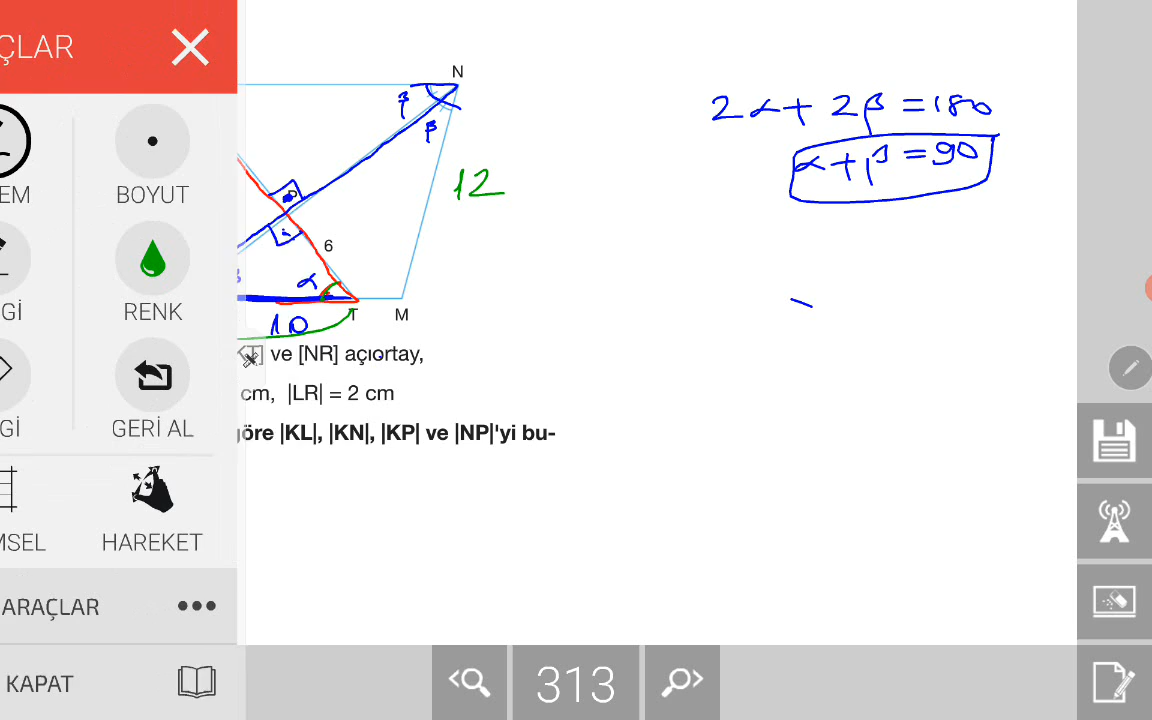 ÇLAR
EM
BOYUT
Gİ
RENK
Gİ
GERİ AL
MSEL
HAREKET
ARAÇLAR
KAPAT
N
β
β
12
P
6
α
T
M
10
ve [NR] açıortay,
cm, |LR| = 2 cm
göre |KL|, |KN|, |KP| ve |NP|'yi bu-
2α + 2β = 180
α + β = 90
313